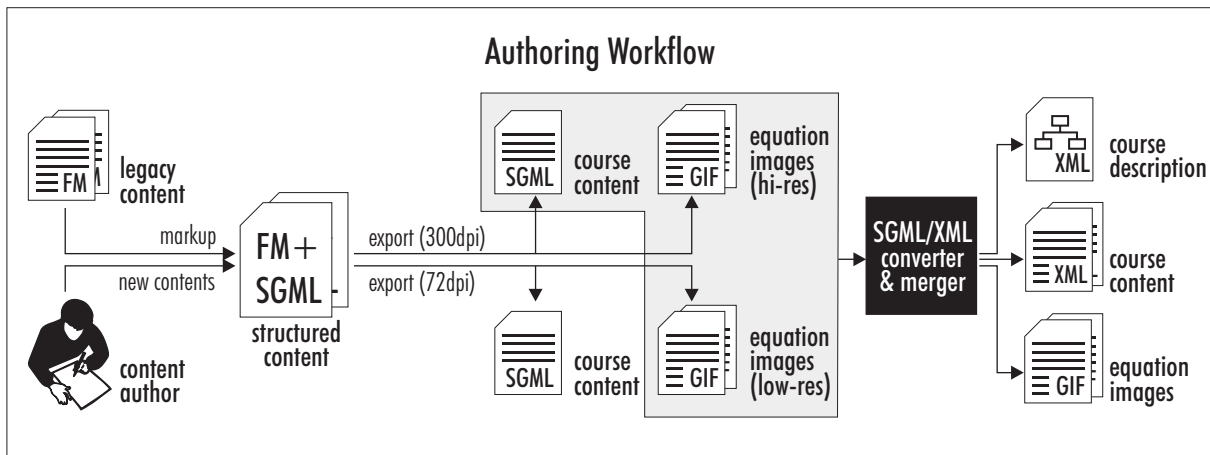 Authoring Workflow
FM
M
legacy
content
markup
new contents
content
author
FM+
SGML
structured
content
export (300dpi)
export (72dpi)
SGML
course
content
GIF
equation
images
(hi-res)
SGML
course
content
GIF
equation
images
(low-res)
SGML/XML
converter
& merger
XML
course
description
XML
course
content
GIF
equation
images